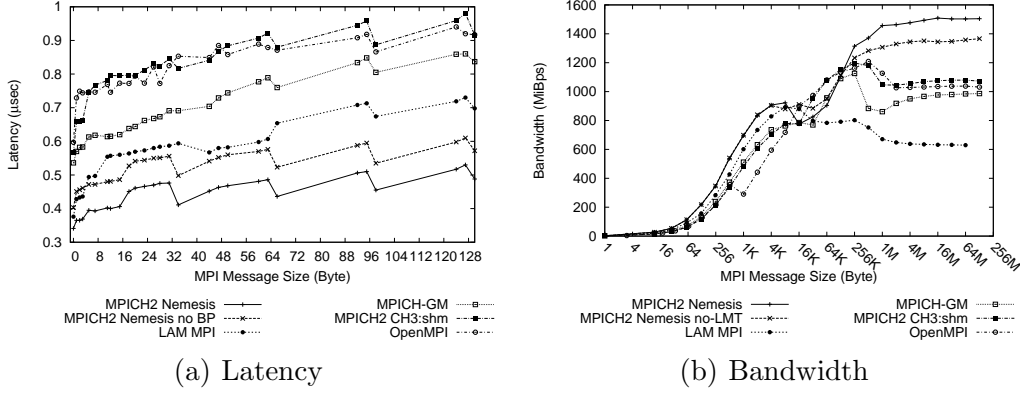 1
0.9
0.8
0.7
0.6
0.5
0.4
0.3
Latency (μsec)
0 8 16 24 32 40 48 56 64 72 80 88 96 104 112 120 128
MPI Message Size (Byte)
MPICH2 Nemesis
MPICH2 Nemesis no BP
LAM MPI
MPICH-GM
MPICH2 CH3:shm
OpenMPI
(a) Latency
1600
1400
1200
1000
800
600
400
200
0
Bandwidth (MiBps)
1 4 16 64 256 1K 4K 16K 64K 256K 1M 4M 16M 64M 256M
MPI Message Size (Byte)
MPICH2 Nemesis
MPICH2 Nemesis no-LMT
LAM MPI
MPICH-GM
MPICH2 CH3:shm
OpenMPI
(b) Bandwidth